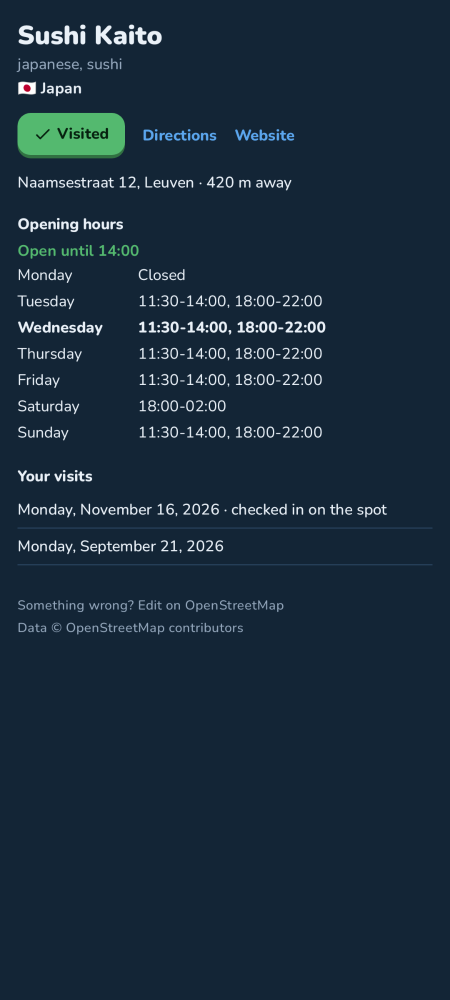 Sushi Kaito
japanese, sushi
🇯🇵 Japan
✓ Visited Directions Website
Naamsestraat 12, Leuven · 420 m away
Opening hours
Open until 14:00
Monday Closed
Tuesday 11:30-14:00, 18:00-22:00
Wednesday 11:30-14:00, 18:00-22:00
Thursday 11:30-14:00, 18:00-22:00
Friday 11:30-14:00, 18:00-22:00
Saturday 18:00-02:00
Sunday 11:30-14:00, 18:00-22:00
Your visits
Monday, November 16, 2026 · checked in on the spot
Monday, September 21, 2026
Something wrong? Edit on OpenStreetMap
Data © OpenStreetMap contributors